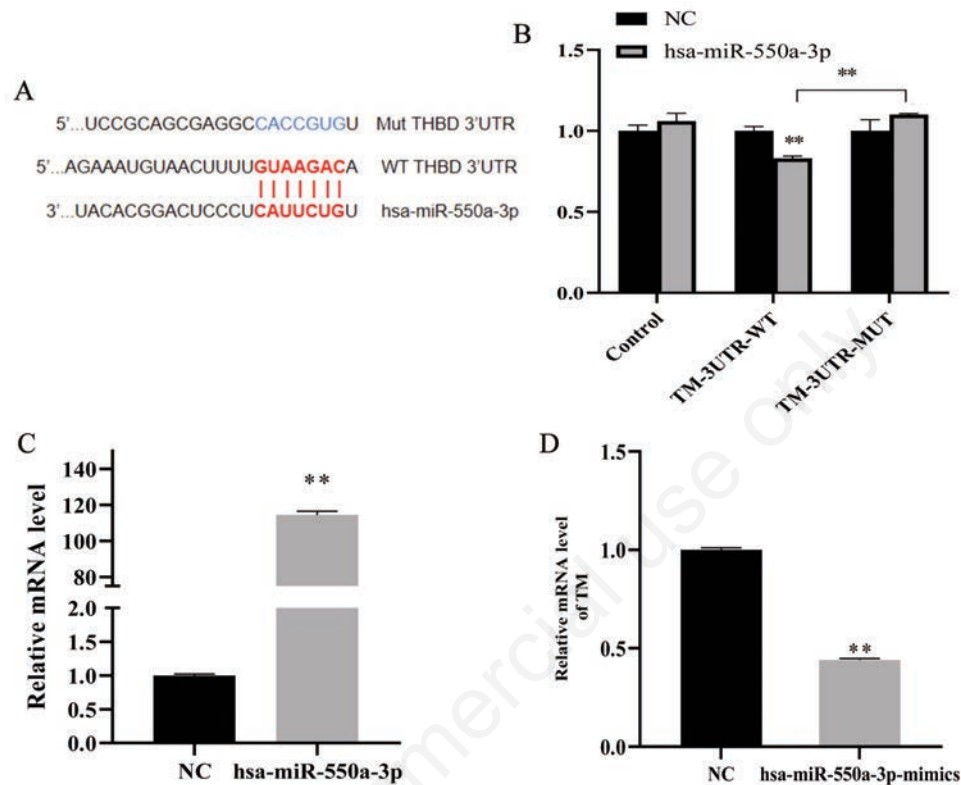 A
5'...UCCGCAGCGAGGCCACCGUGU Mut THBD 3'UTR
5'...AGAAAUGUAACUUUUGUAAGACA WT THBD 3'UTR
3'...UACACGGACUCCCUCAUUCUGU hsa-miR-550a-3p
B
NC
hsa-miR-550a-3p
1.5
1.0
0.5
0.0
**
**
Control
TM-3UTR-WT
TM-3UTR-MUT
C
Relative mRNA level
140
120
100
80
2.0
1.5
1.0
0.5
0.0
**
NC hsa-miR-550a-3p
D
Relative mRNA level
of TM
1.5
1.0
0.5
0.0
**
NC hsa-miR-550a-3p-mimics
mercial use only